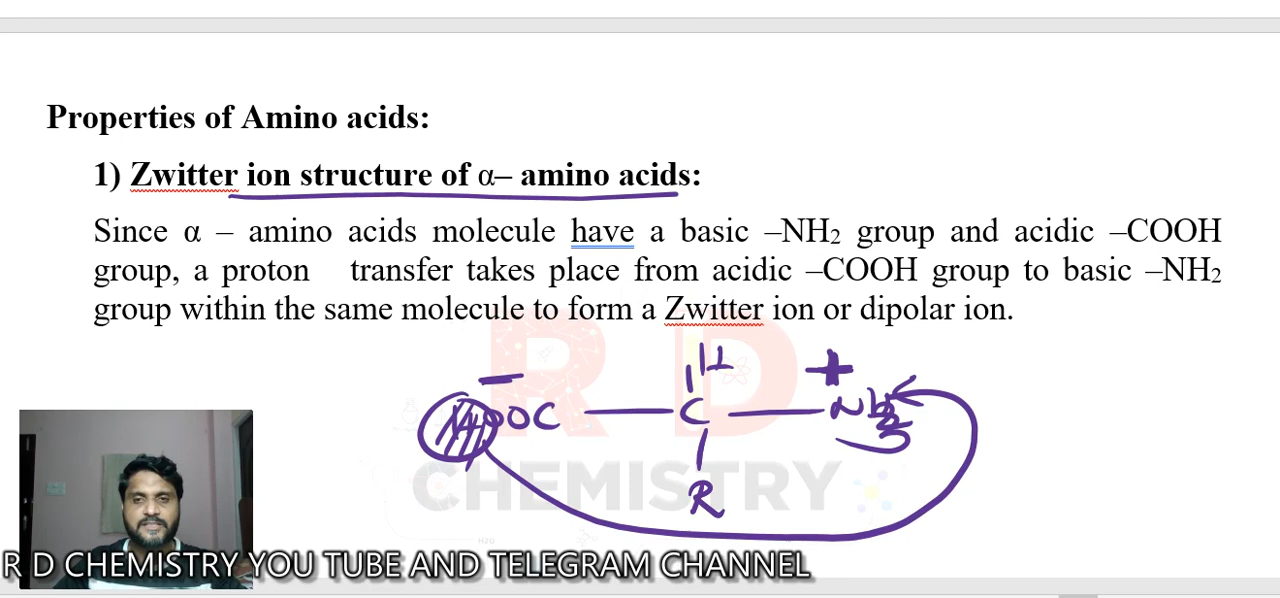 Properties of Amino acids:
1) Zwitter ion structure of α– amino acids:
Since α – amino acids molecule have a basic –NH₂ group and acidic –COOH
group, a proton transfer takes place from acidic –COOH group to basic –NH₂
group within the same molecule to form a Zwitter ion or dipolar ion.
R D
H
+
–
OOC
C
R
CHEMISTRY
H2O
R D CHEMISTRY YOU TUBE AND TELEGRAM CHANNEL